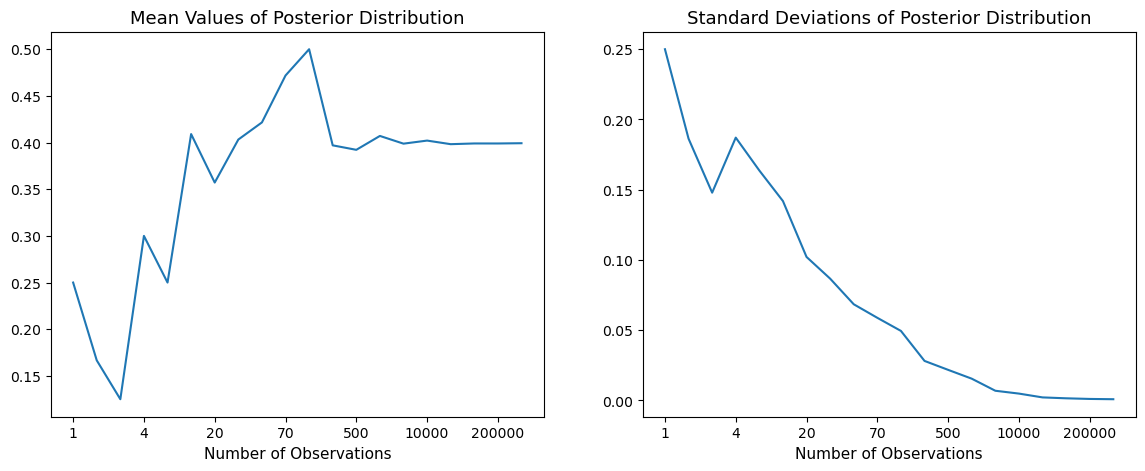 Mean Values of Posterior Distribution
0.50
0.45
0.40
0.35
0.30
0.25
0.20
0.15
1 4 20 70 500 10000 200000
Number of Observations
Standard Deviations of Posterior Distribution
0.25
0.20
0.15
0.10
0.05
0.00
1 4 20 70 500 10000 200000
Number of Observations